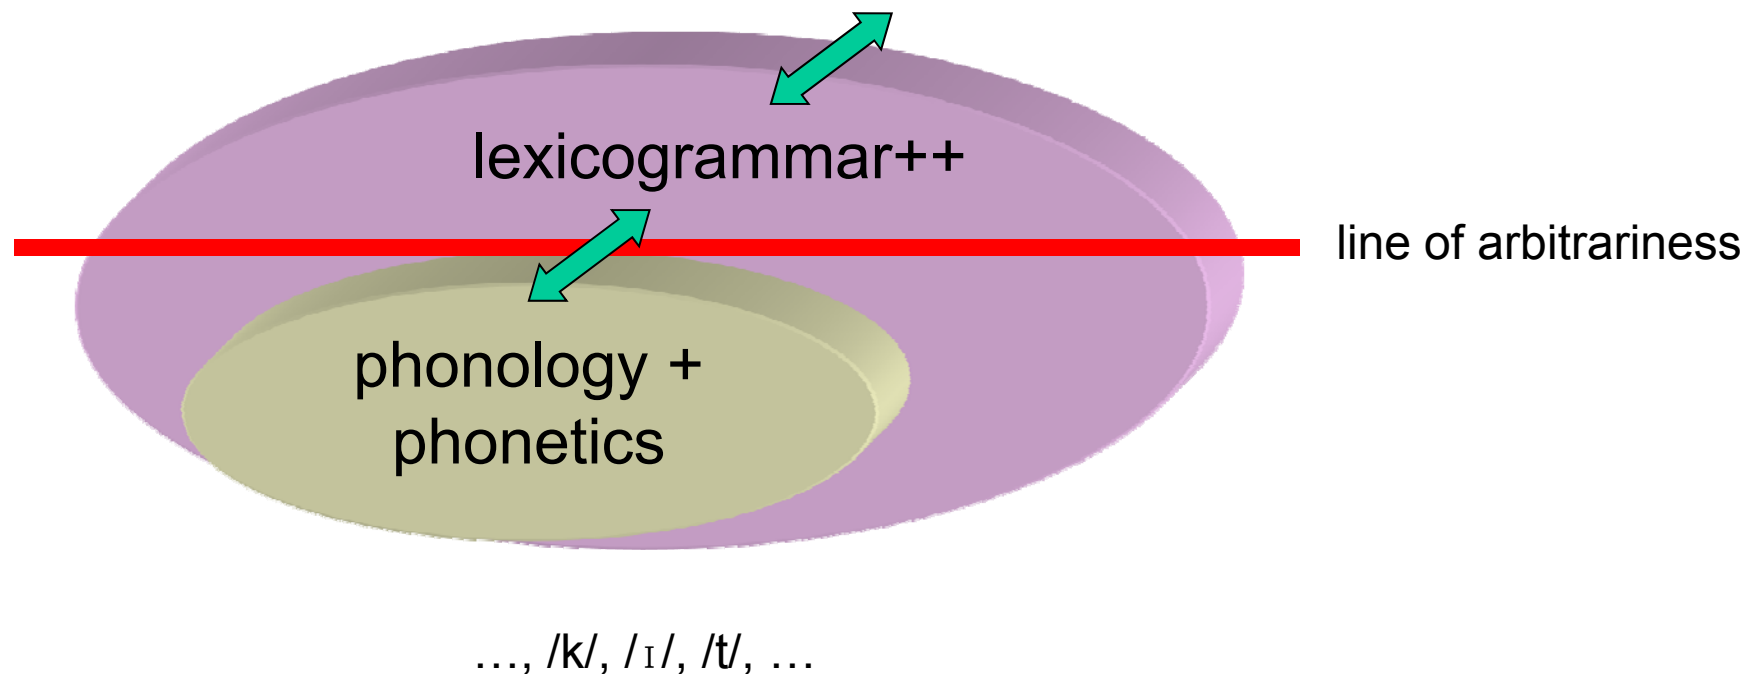 lexicogrammar++
line of arbitrariness
phonology +
phonetics
…, /k/, /ɪ/, /t/, …